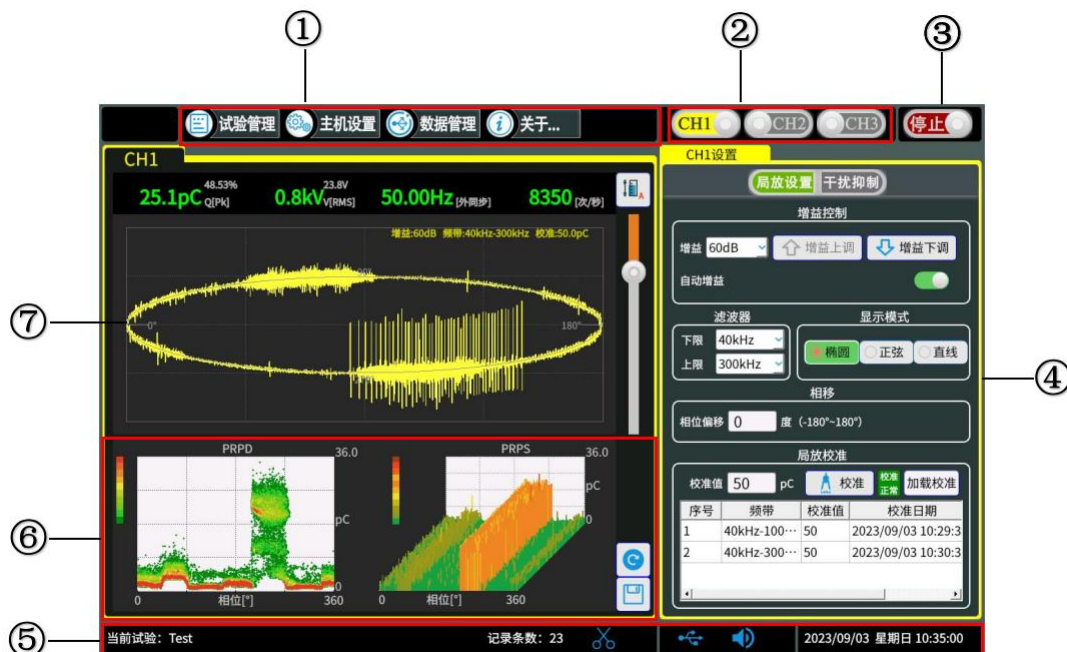 ① ② ③
试验管理 主机设置 数据管理 关于... CH1 CH2 CH3 停止
CH1
25.1pC 48.53% Q[Pk] 0.8kV 23.8V V[RMS] 50.00Hz [外同步] 8350 [次/秒]
增益:60dB 频带:40kHz-300kHz 校准:50.0pC
0° 180°
⑦
CH1设置
局放设置 干扰抑制
增益控制
增益 60dB 增益上调 增益下调
自动增益
滤波器 显示模式
下限 40kHz
上限 300kHz
椭圆 正弦 直线
④
相移
相位偏移 0 度 (-180°~180°)
局放校准
校准值 50 pC 校准 校准正常 加载校准
序号 频带 校准值 校准日期
1 40kHz-100… 50 2023/09/03 10:29:3
2 40kHz-300… 50 2023/09/03 10:30:3
⑥
PRPD 36.0 PRPS 36.0
pC pC
0 0
0 相位[°] 360 0 相位[°] 360
⑤
当前试验：Test 记录条数：23 2023/09/03 星期日 10:35:00